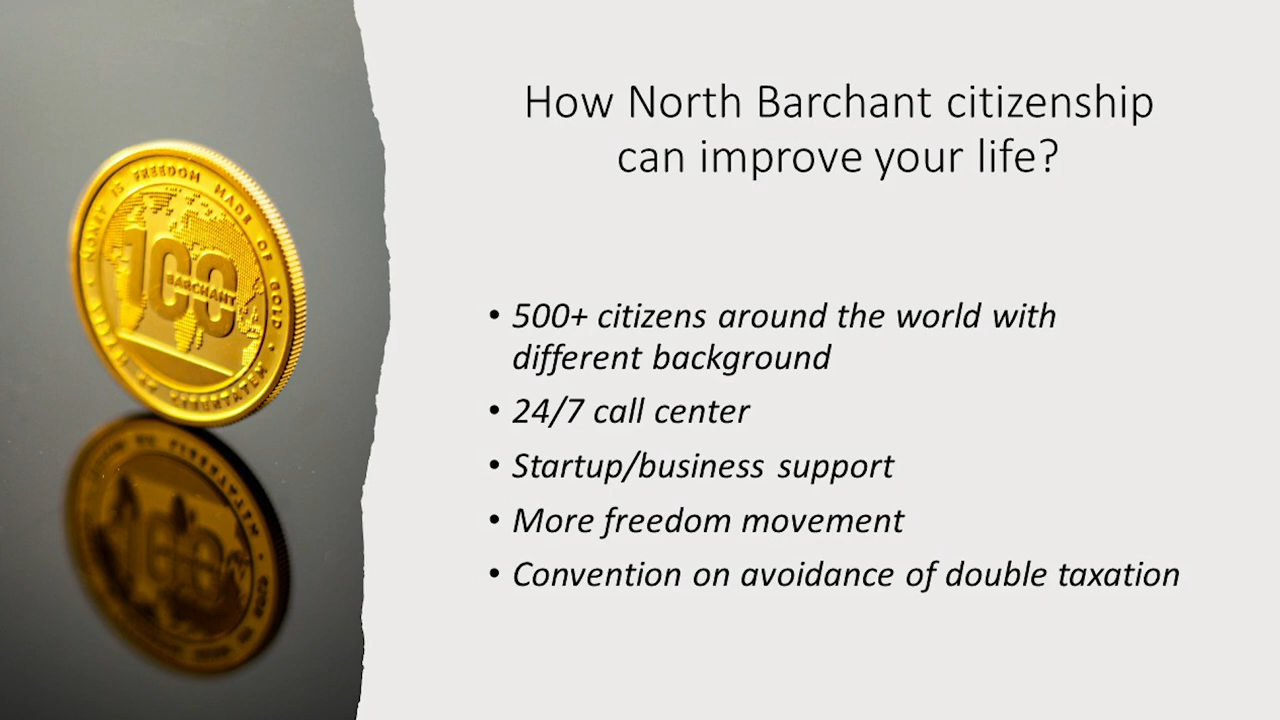 MONEY IS FREEDOM MADE OF GOLD
100
BARCHANT
How North Barchant citizenship
can improve your life?
• 500+ citizens around the world with
different background
• 24/7 call center
• Startup/business support
• More freedom movement
• Convention on avoidance of double taxation